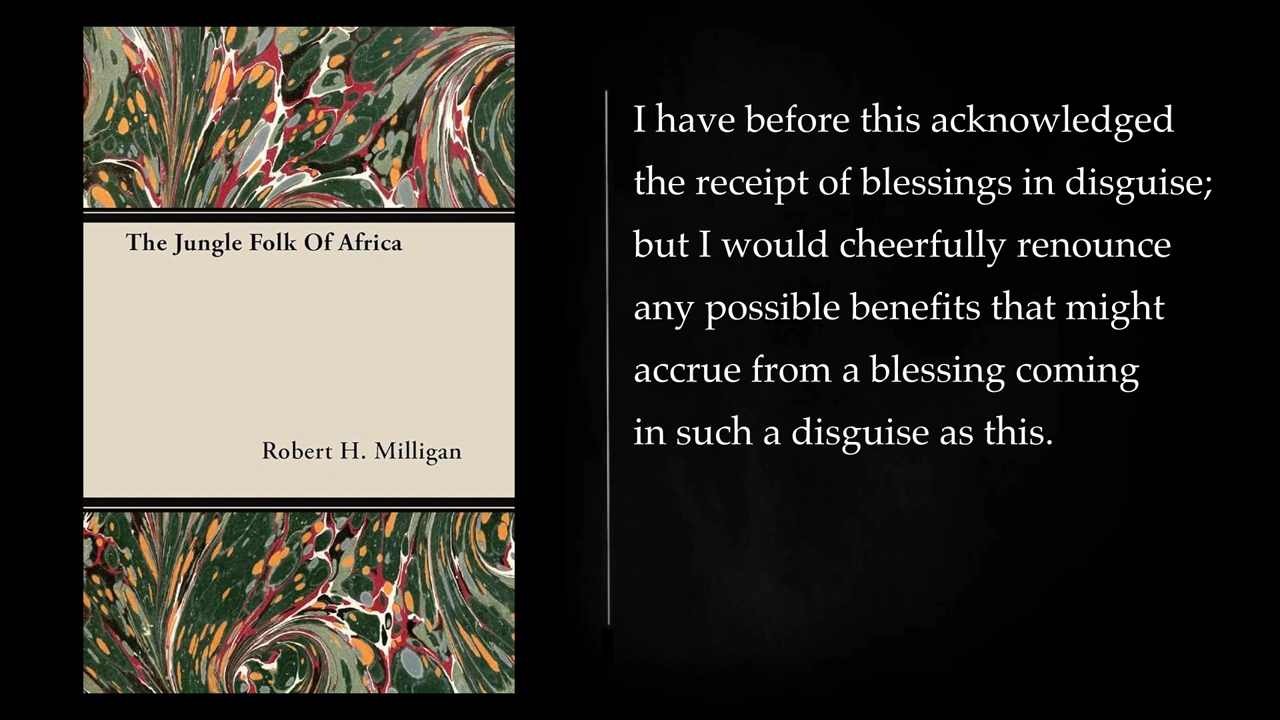 The Jungle Folk Of Africa
Robert H. Milligan
I have before this acknowledged
the receipt of blessings in disguise;
but I would cheerfully renounce
any possible benefits that might
accrue from a blessing coming
in such a disguise as this.